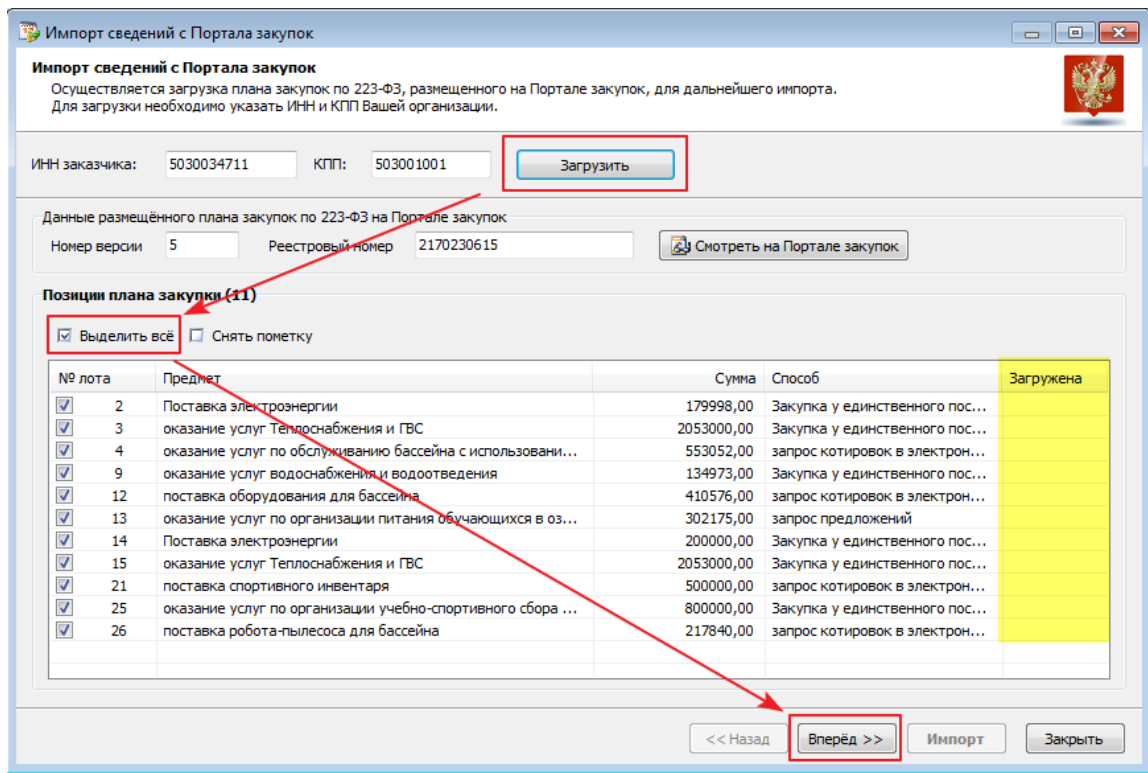 Импорт сведений с Портала закупок
Импорт сведений с Портала закупок
Осуществляется загрузка плана закупок по 223-ФЗ, размещенного на Портале закупок, для дальнейшего импорта.
Для загрузки необходимо указать ИНН и КПП Вашей организации.
ИНН заказчика: 5030034711 КПП: 503001001 Загрузить
Данные размещённого плана закупок по 223-ФЗ на Портале закупок
Номер версии 5 Реестровый номер 2170230615 Смотреть на Портале закупок
Позиции плана закупки (11)
Выделить всё Снять пометку
№ лота Предмет Сумма Способ Загружена
2 Поставка электроэнергии 179998,00 Закупка у единственного пос...
3 оказание услуг Теплоснабжения и ГВС 2053000,00 Закупка у единственного пос...
4 оказание услуг по обслуживанию бассейна с использовани... 553052,00 запрос котировок в электрон...
9 оказание услуг водоснабжения и водоотведения 134973,00 Закупка у единственного пос...
12 поставка оборудования для бассейна 410576,00 запрос котировок в электрон...
13 оказание услуг по организации питания обучающихся в оз... 302175,00 запрос предложений
14 Поставка электроэнергии 200000,00 Закупка у единственного пос...
15 оказание услуг Теплоснабжения и ГВС 2053000,00 Закупка у единственного пос...
21 поставка спортивного инвентаря 500000,00 запрос котировок в электрон...
25 оказание услуг по организации учебно-спортивного сбора ... 800000,00 Закупка у единственного пос...
26 поставка робота-пылесоса для бассейна 217840,00 запрос котировок в электрон...
<< Назад Вперёд >> Импорт Закрыть